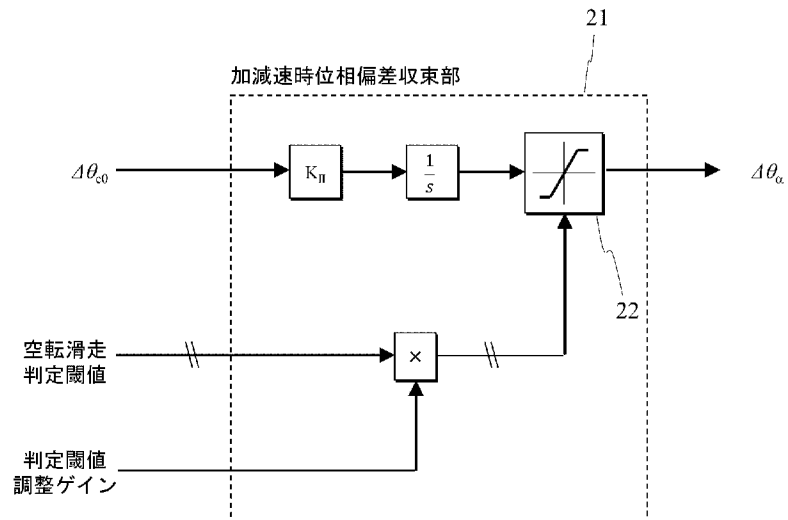 21
加減速時位相偏差収束部
Δθc0
KII
1
s
Δθα
22
空転滑走
判定閾値
×
判定閾値
調整ゲイン